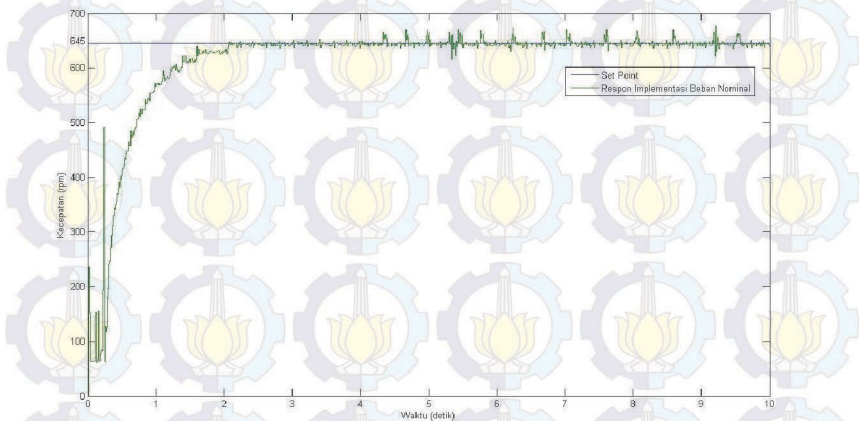 700
645
600
500
400
300
200
100
0
Kecepatan (rpm)
Set Point
Respon Implementasi Beban Nominal
0 1 2 3 4 5 6 7 8 9 10
Waktu (detik)